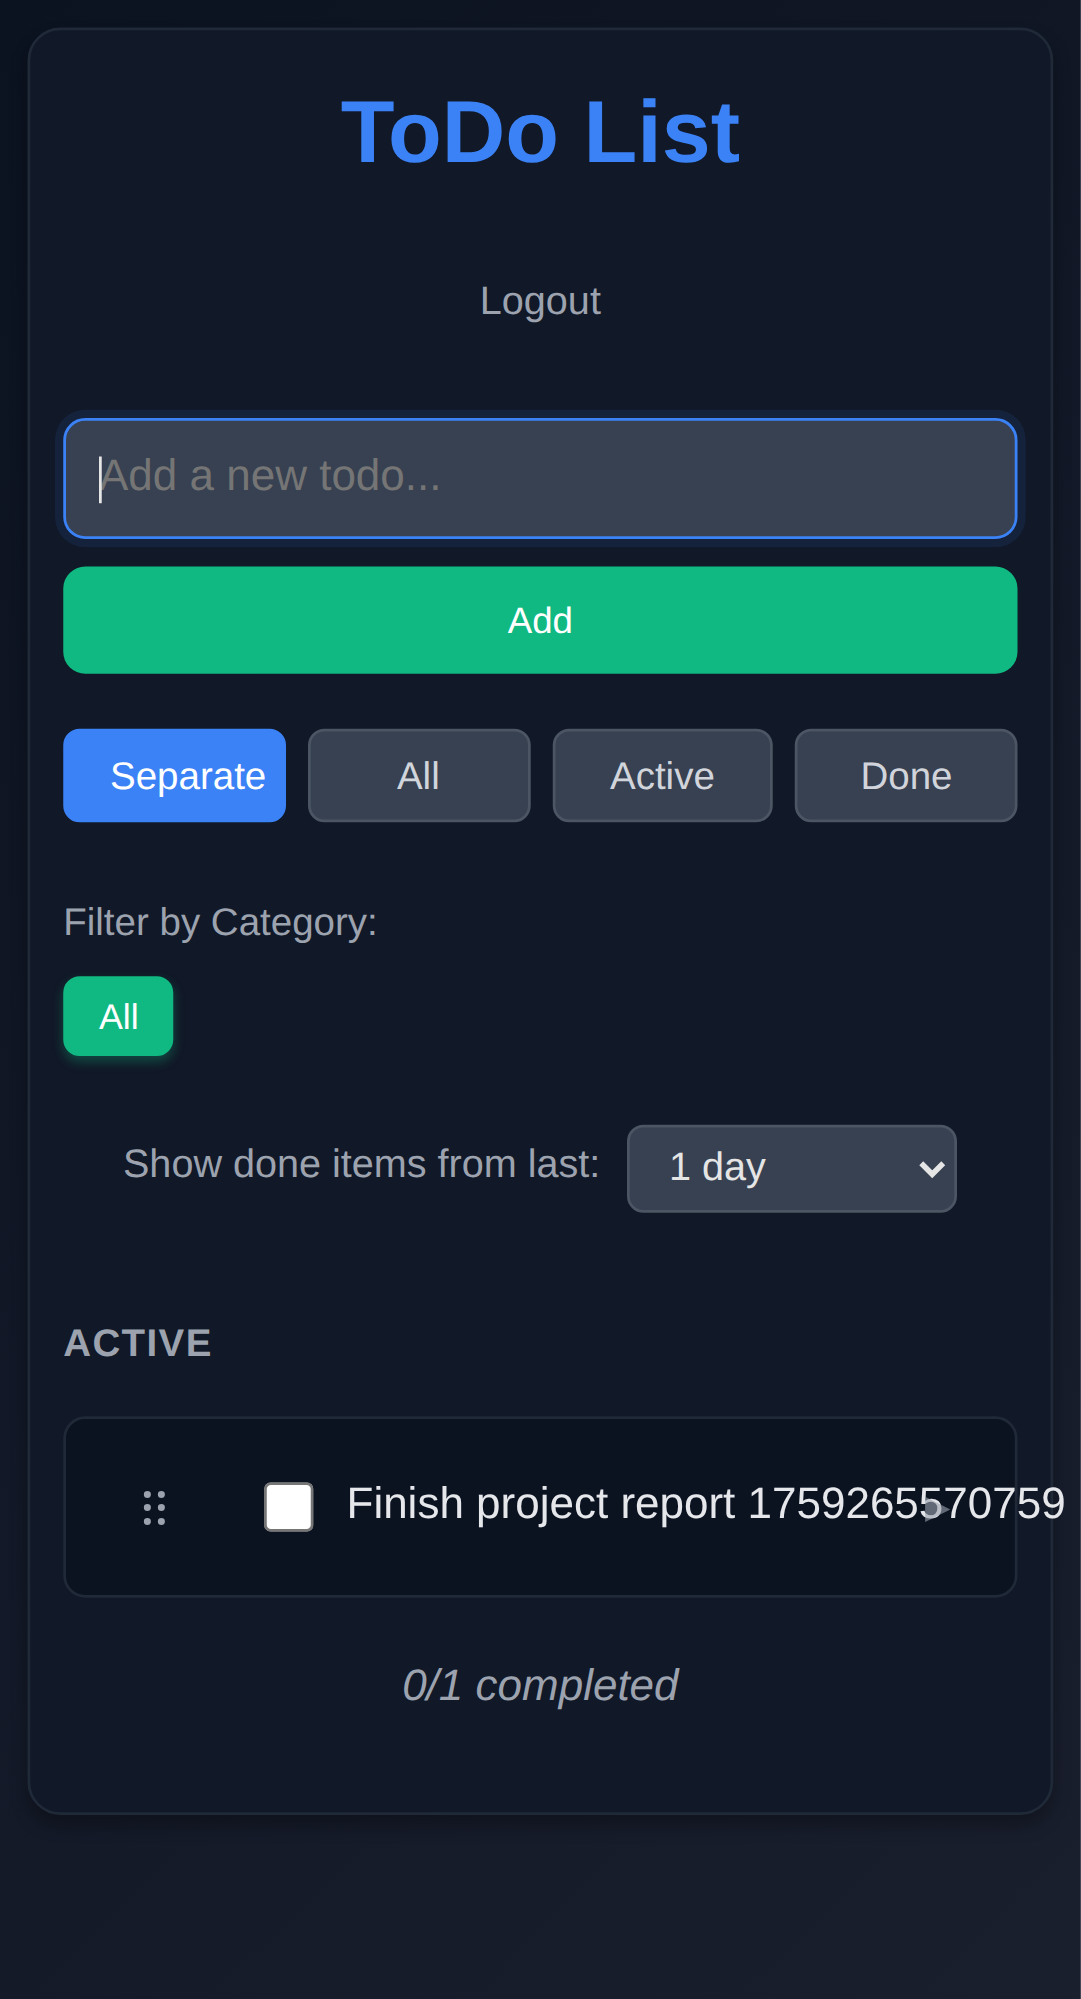 ToDo List
Logout
Add a new todo...
Add
Separate All Active Done
Filter by Category:
All
Show done items from last: 1 day
ACTIVE
Finish project report 1759265570759
0/1 completed